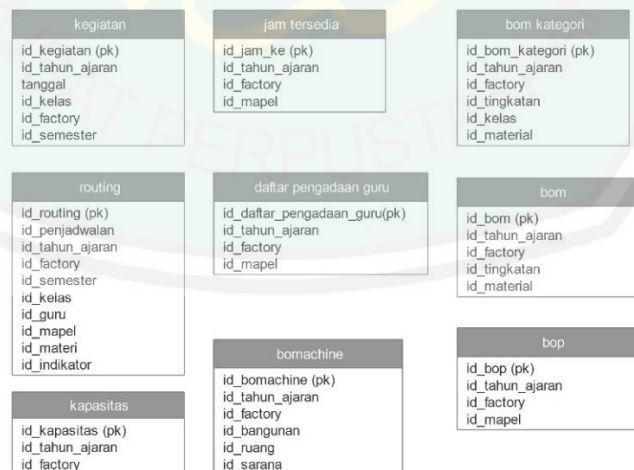 kegiatan
id_kegiatan (pk)
id_tahun_ajaran
tanggal
id_kelas
id_factory
id_semester
jam tersedia
id_jam_ke (pk)
id_tahun_ajaran
id_factory
id_mapel
bom kategori
id_bom_kategori (pk)
id_tahun_ajaran
id_factory
id_tingkatan
id_kelas
id_material
routing
id_routing (pk)
id_penjadwalan
id_tahun_ajaran
id_factory
id_semester
id_kelas
id_guru
id_mapel
id_materi
id_indikator
daftar pengadaan guru
id_daftar_pengadaan_guru(pk)
id_tahun_ajaran
id_factory
id_mapel
bom
id_bom (pk)
id_tahun_ajaran
id_factory
id_tingkatan
id_material
bomachine
id_bomachine (pk)
id_tahun_ajaran
id_factory
id_bangunan
id_ruang
id_sarana
bop
id_bop (pk)
id_tahun_ajaran
id_factory
id_mapel
kapasitas
id_kapasitas (pk)
id_tahun_ajaran
id_factory